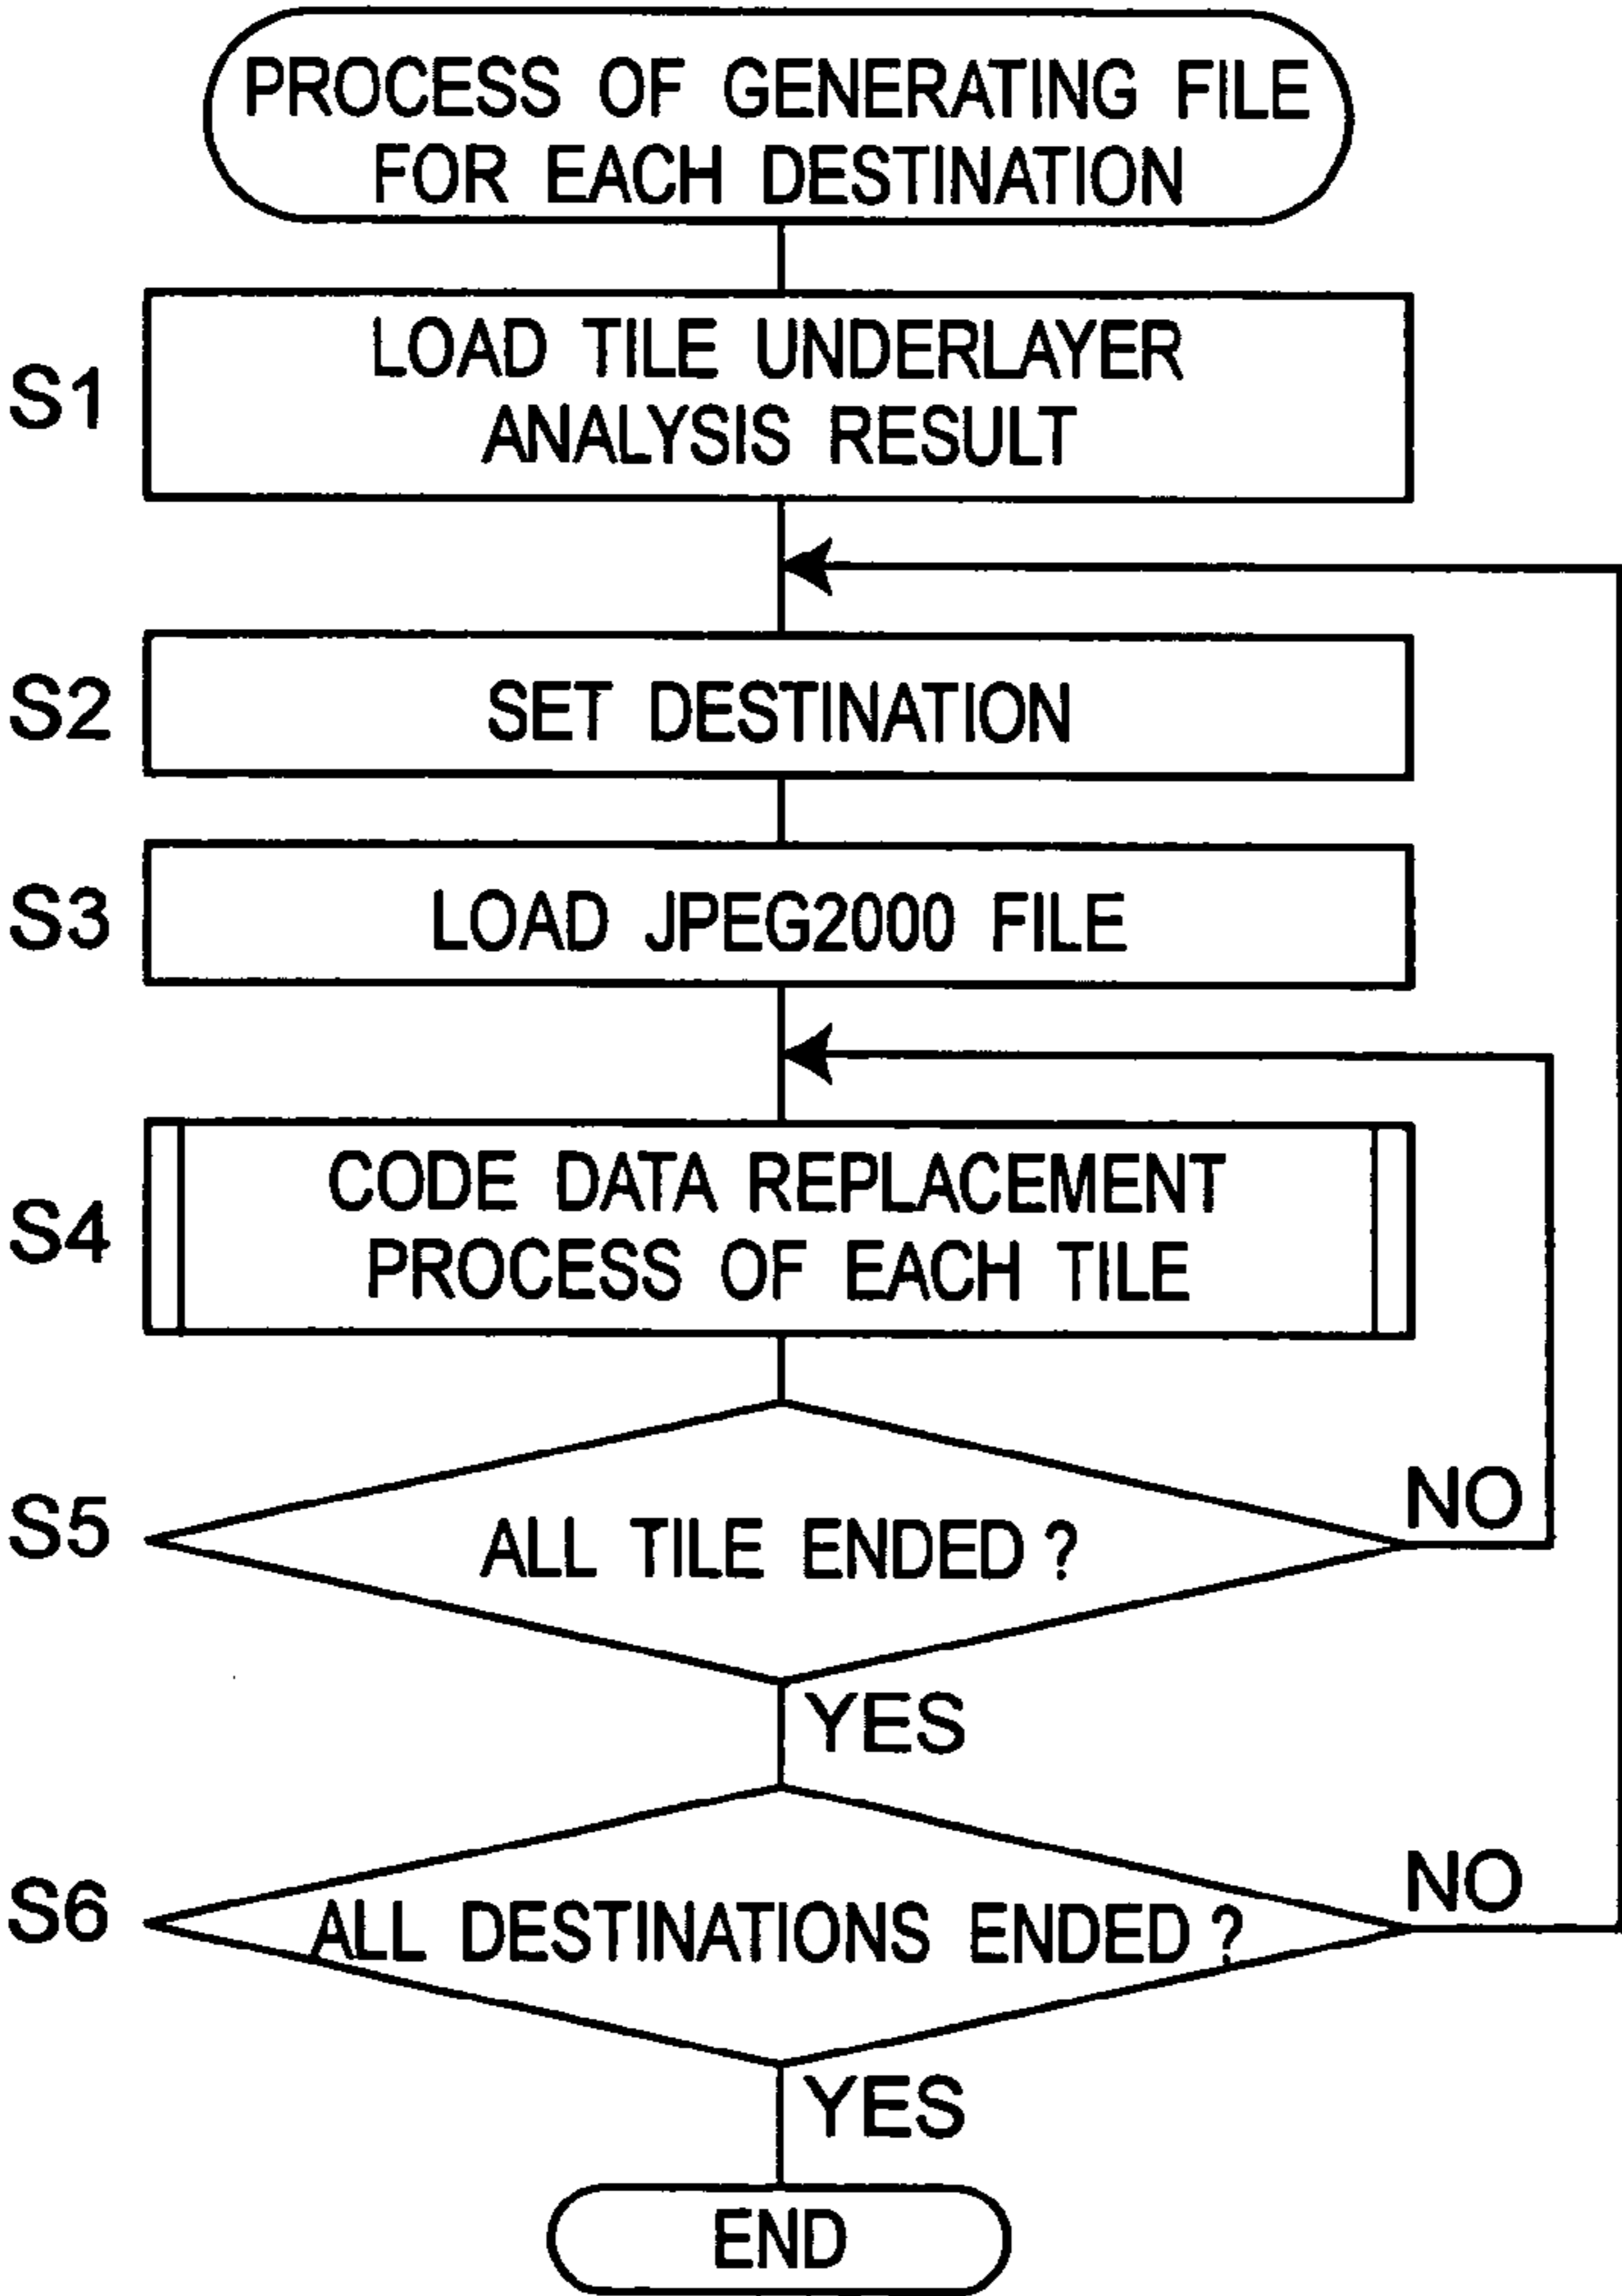 PROCESS OF GENERATING FILE
FOR EACH DESTINATION
S1
LOAD TILE UNDERLAYER
ANALYSIS RESULT
S2
SET DESTINATION
S3
LOAD JPEG2000 FILE
S4
CODE DATA REPLACEMENT
PROCESS OF EACH TILE
S5
ALL TILE ENDED ?
NO
YES
S6
ALL DESTINATIONS ENDED ?
NO
YES
END